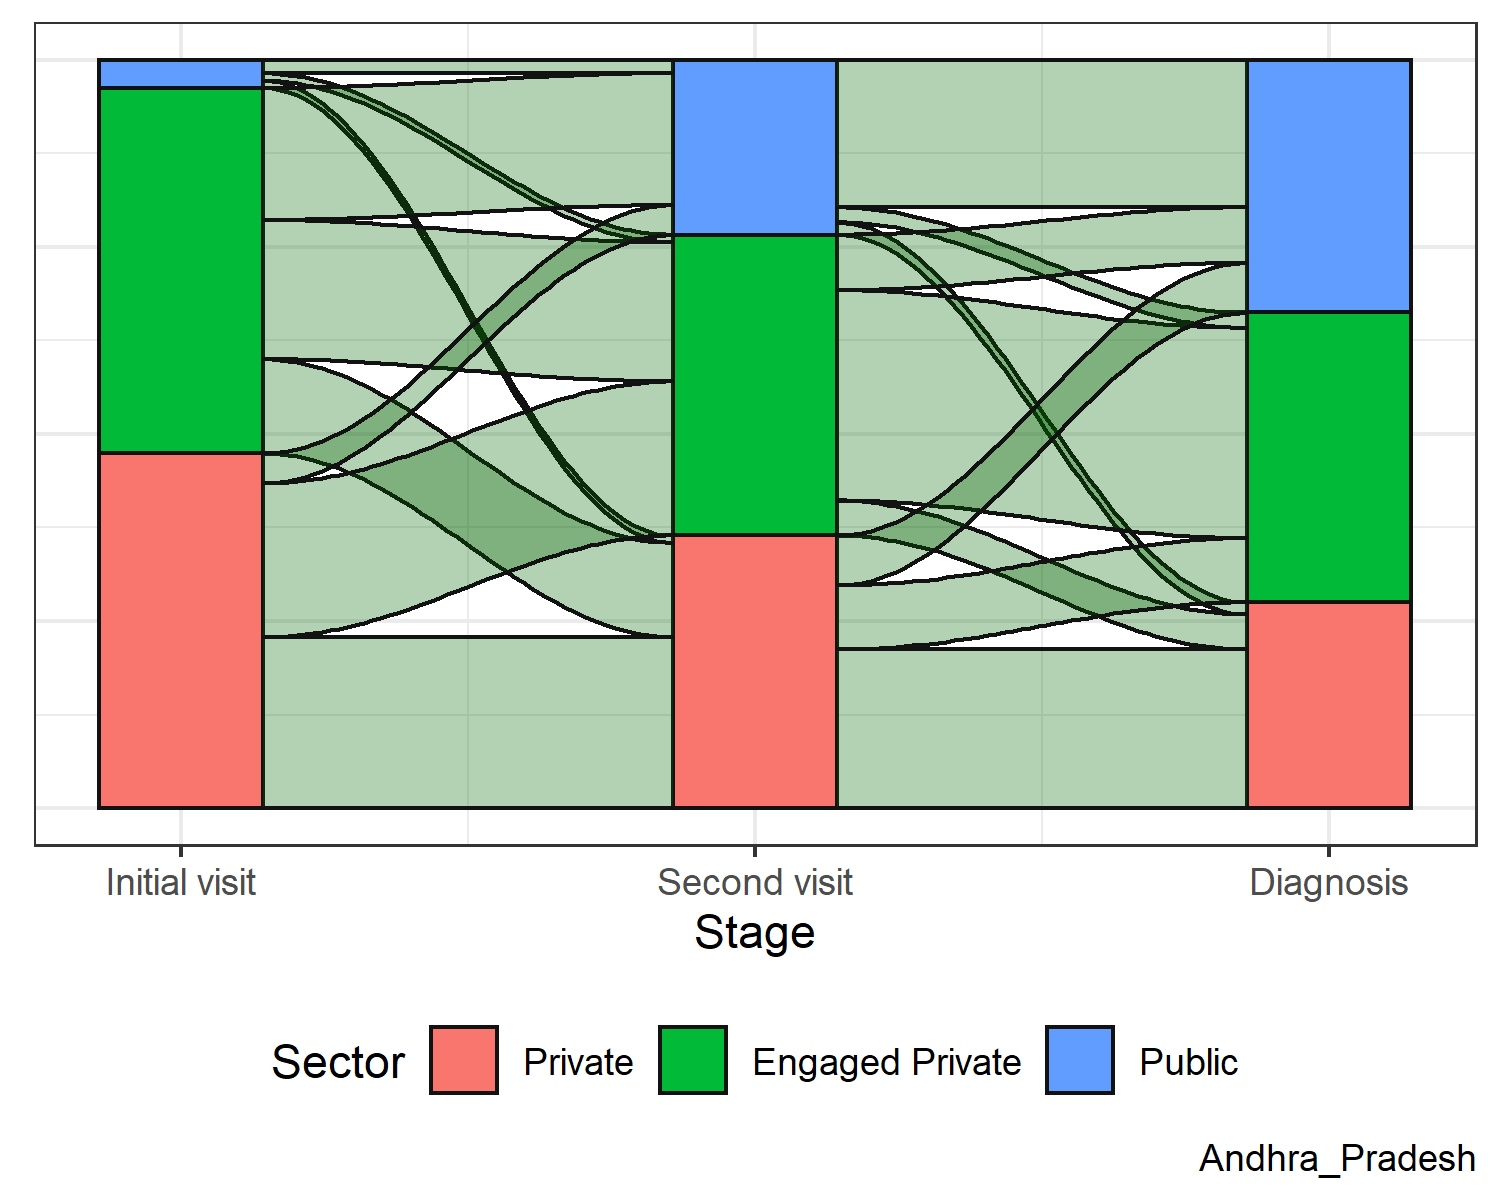 Initial visit Second visit Diagnosis
Stage
Sector Private Engaged Private Public
Andhra_Pradesh